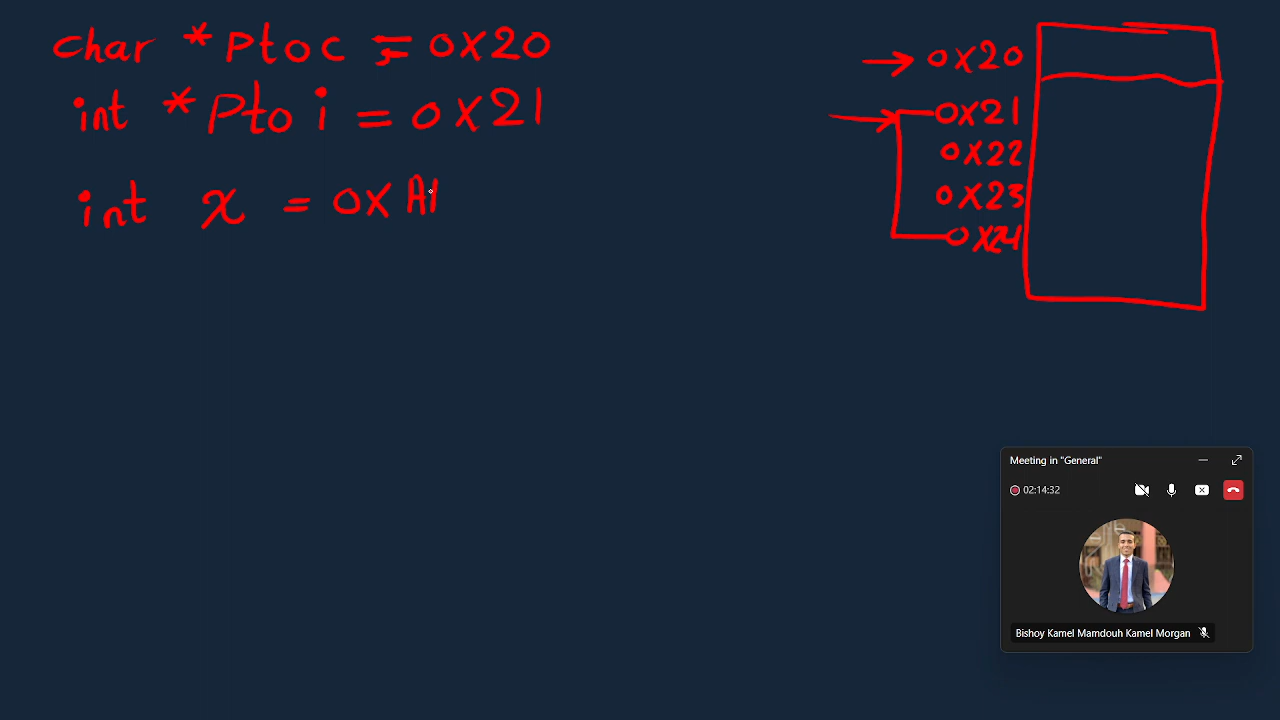 char *Ptoc = 0X20
int *Ptoi = 0X21
int x = 0X
0X20
0X21
0X22
0X23
0X24
Meeting in "General"
02:14:32
Bishoy Kamel Mamdouh Kamel Morgan